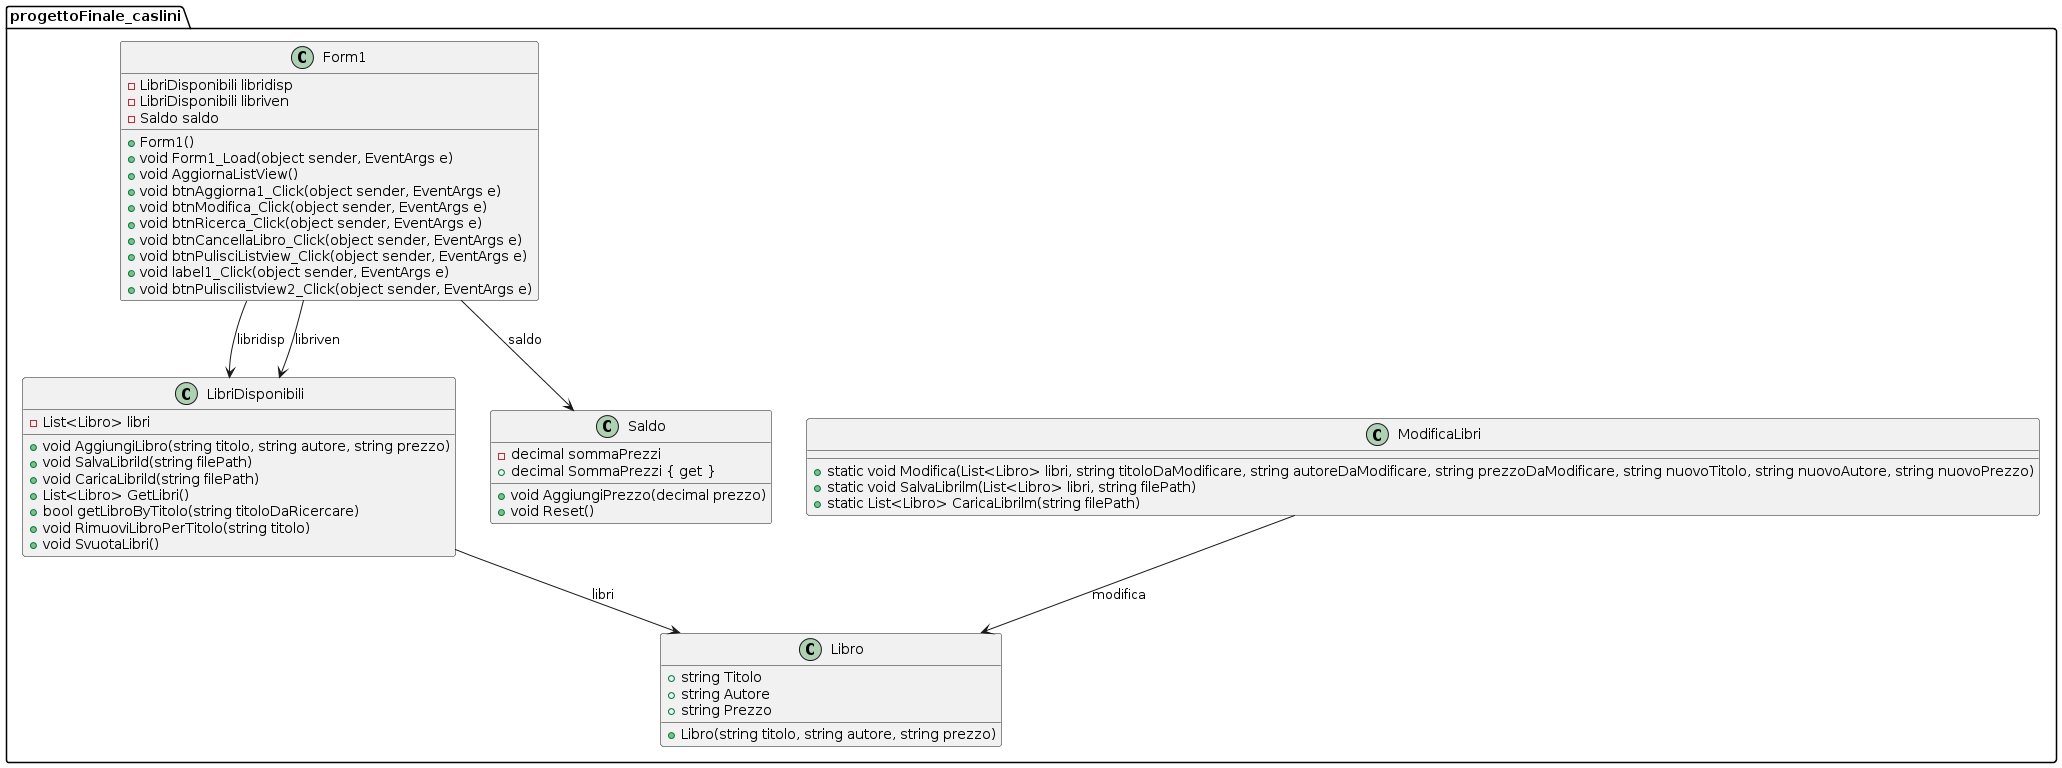 progettoFinale_caslini
C Form1
LibriDisponibili libridisp
LibriDisponibili libriven
Saldo saldo
Form1()
void Form1_Load(object sender, EventArgs e)
void AggiornaListView()
void btnAggiorna1_Click(object sender, EventArgs e)
void btnModifica_Click(object sender, EventArgs e)
void btnRicerca_Click(object sender, EventArgs e)
void btnCancellaLibro_Click(object sender, EventArgs e)
void btnPulisciListview_Click(object sender, EventArgs e)
void label1_Click(object sender, EventArgs e)
void btnPuliscilistview2_Click(object sender, EventArgs e)
libridisp
libriven
saldo
C LibriDisponibili
List<Libro> libri
void AggiungiLibro(string titolo, string autore, string prezzo)
void SalvaLibrild(string filePath)
void CaricaLibrild(string filePath)
List<Libro> GetLibri()
bool getLibroByTitolo(string titoloDaRicercare)
void RimuoviLibroPerTitolo(string titolo)
void SvuotaLibri()
C Saldo
decimal sommaPrezzi
decimal SommaPrezzi { get }
void AggiungiPrezzo(decimal prezzo)
void Reset()
C ModificaLibri
static void Modifica(List<Libro> libri, string titoloDaModificare, string autoreDaModificare, string prezzoDaModificare, string nuovoTitolo, string nuovoAutore, string nuovoPrezzo)
static void SalvaLibrilm(List<Libro> libri, string filePath)
static List<Libro> CaricaLibrilm(string filePath)
libri
modifica
C Libro
string Titolo
string Autore
string Prezzo
Libro(string titolo, string autore, string prezzo)